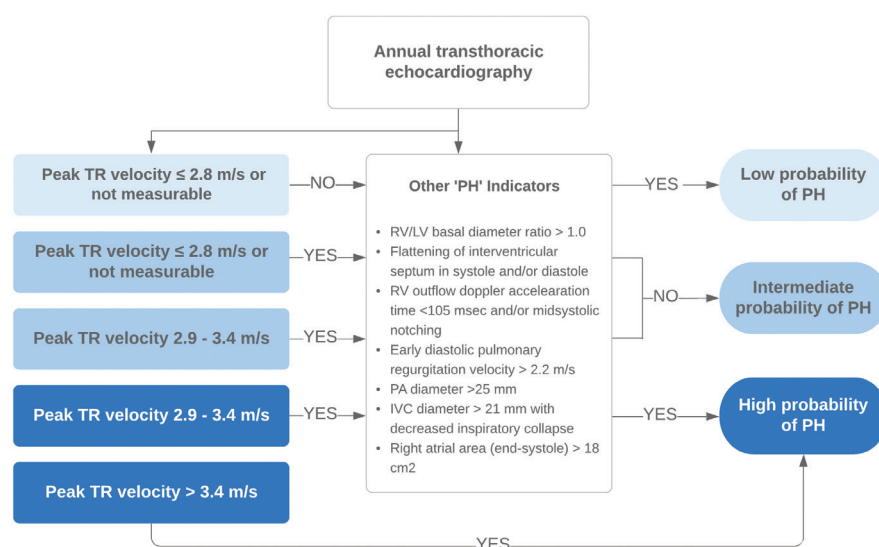 Annual transthoracic
echocardiography
Peak TR velocity ≤ 2.8 m/s or
not measurable
NO
Peak TR velocity ≤ 2.8 m/s or
not measurable
YES
Peak TR velocity 2.9 - 3.4 m/s
YES
Peak TR velocity 2.9 - 3.4 m/s
YES
Peak TR velocity > 3.4 m/s
Other 'PH' Indicators
• RV/LV basal diameter ratio > 1.0
• Flattening of interventricular
septum in systole and/or diastole
• RV outflow doppler accelearation
time <105 msec and/or midsystolic
notching
• Early diastolic pulmonary
regurgitation velocity > 2.2 m/s
• PA diameter >25 mm
• IVC diameter > 21 mm with
decreased inspiratory collapse
• Right atrial area (end-systole) > 18
cm2
YES
Low probability
of PH
NO
Intermediate
probability of PH
YES
High probability
of PH
YES